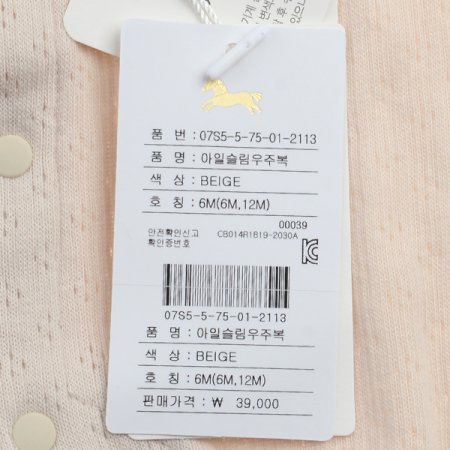 품 번 : 07S5-5-75-01-2113
품 명 : 아일슬림우주복
색 상 : BEIGE
호 칭 : 6M(6M,12M)
00039
안전확인신고
확인증번호
CB014R1819-2030A
07S5-5-75-01-2113
품 명 : 아일슬림우주복
색 상 : BEIGE
호 칭 : 6M(6M,12M)
판매가격 : ₩ 39,000